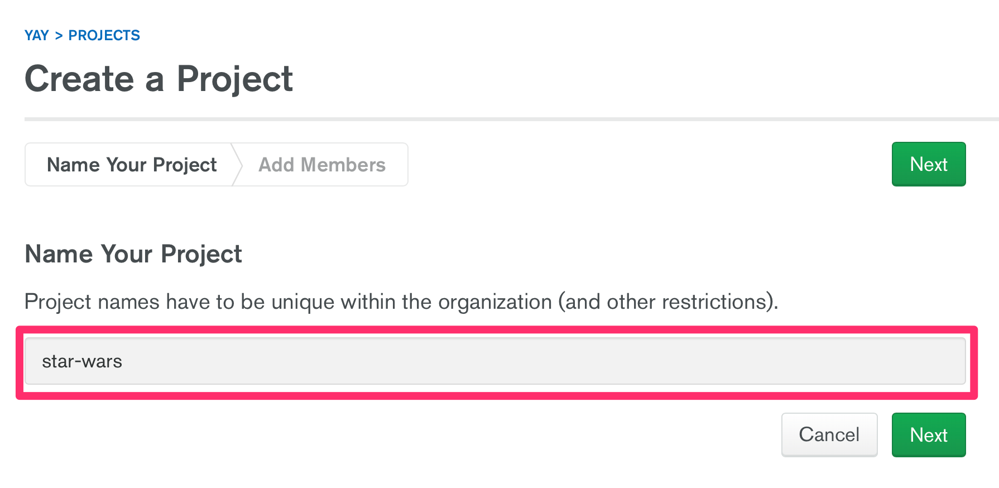 YAY > PROJECTS
Create a Project
Name Your Project
Add Members
Next
Name Your Project
Project names have to be unique within the organization (and other restrictions).
star-wars
Cancel
Next